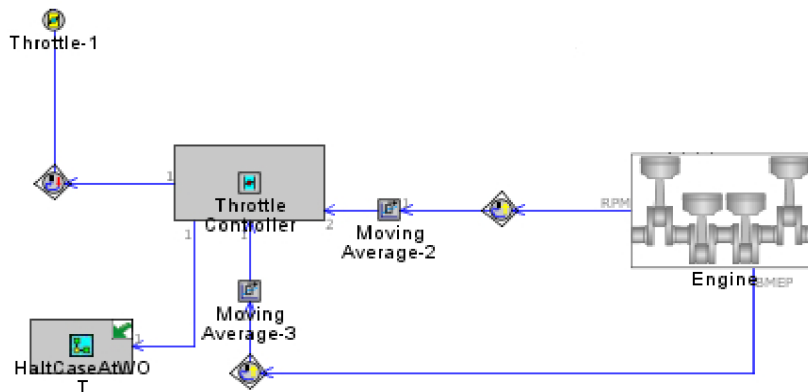 Throttle-1
1
Throttle
Controller
1
1
2
1
Moving
Average-2
RPM
Engine
BMEP
Moving
Average-3
1
HaltCaseAtWO
T